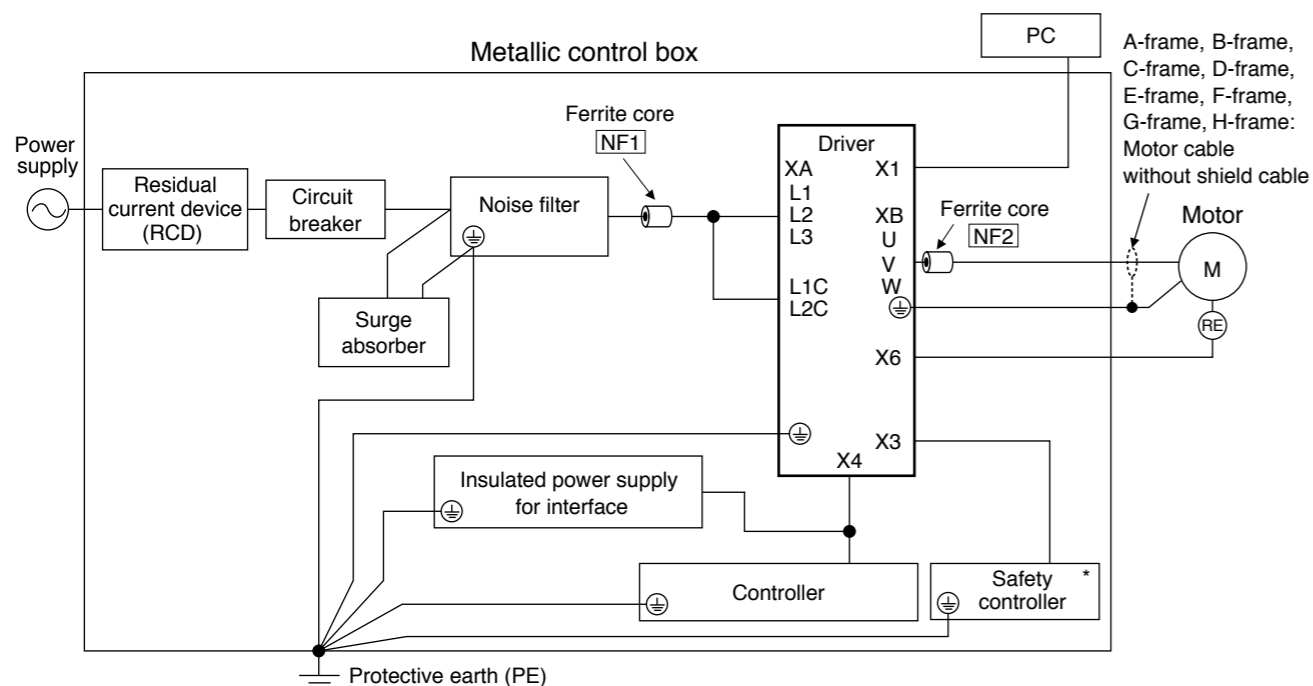 Metallic control box
PC
A-frame, B-frame,
C-frame, D-frame,
E-frame, F-frame,
G-frame, H-frame:
Motor cable
without shield cable
Power
supply
Residual
current device
(RCD)
Circuit
breaker
Noise filter
Surge
absorber
Ferrite core
NF1
Driver
XA
L1
L2
L3
L1C
L2C
X1
XB
U
V
W
X6
X3
X4
Ferrite core
NF2
Motor
M
RE
Insulated power supply
for interface
Controller
Safety *
controller
Protective earth (PE)